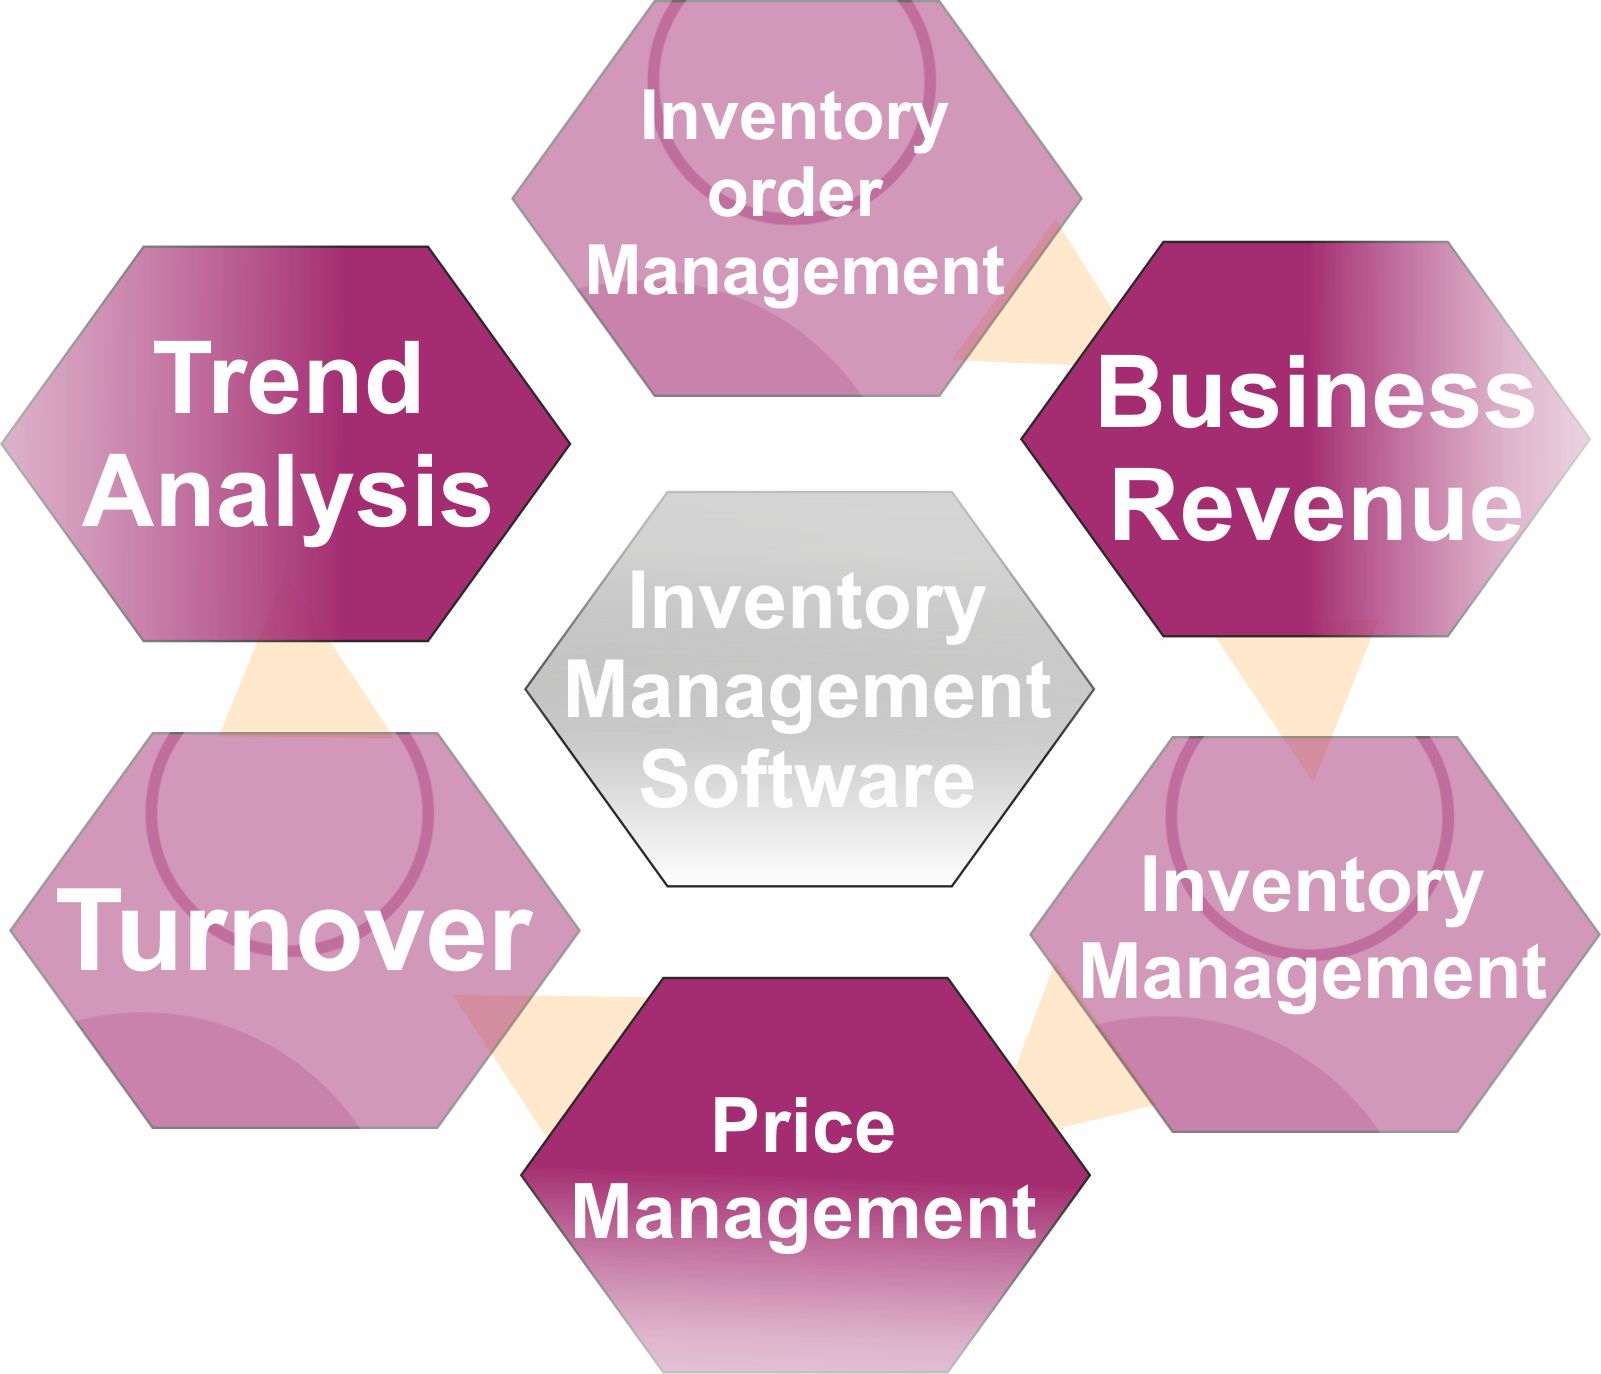 Inventory
order
Management
Trend
Analysis
Business
Revenue
Inventory
Management
Software
Turnover
Inventory
Management
Price
Management